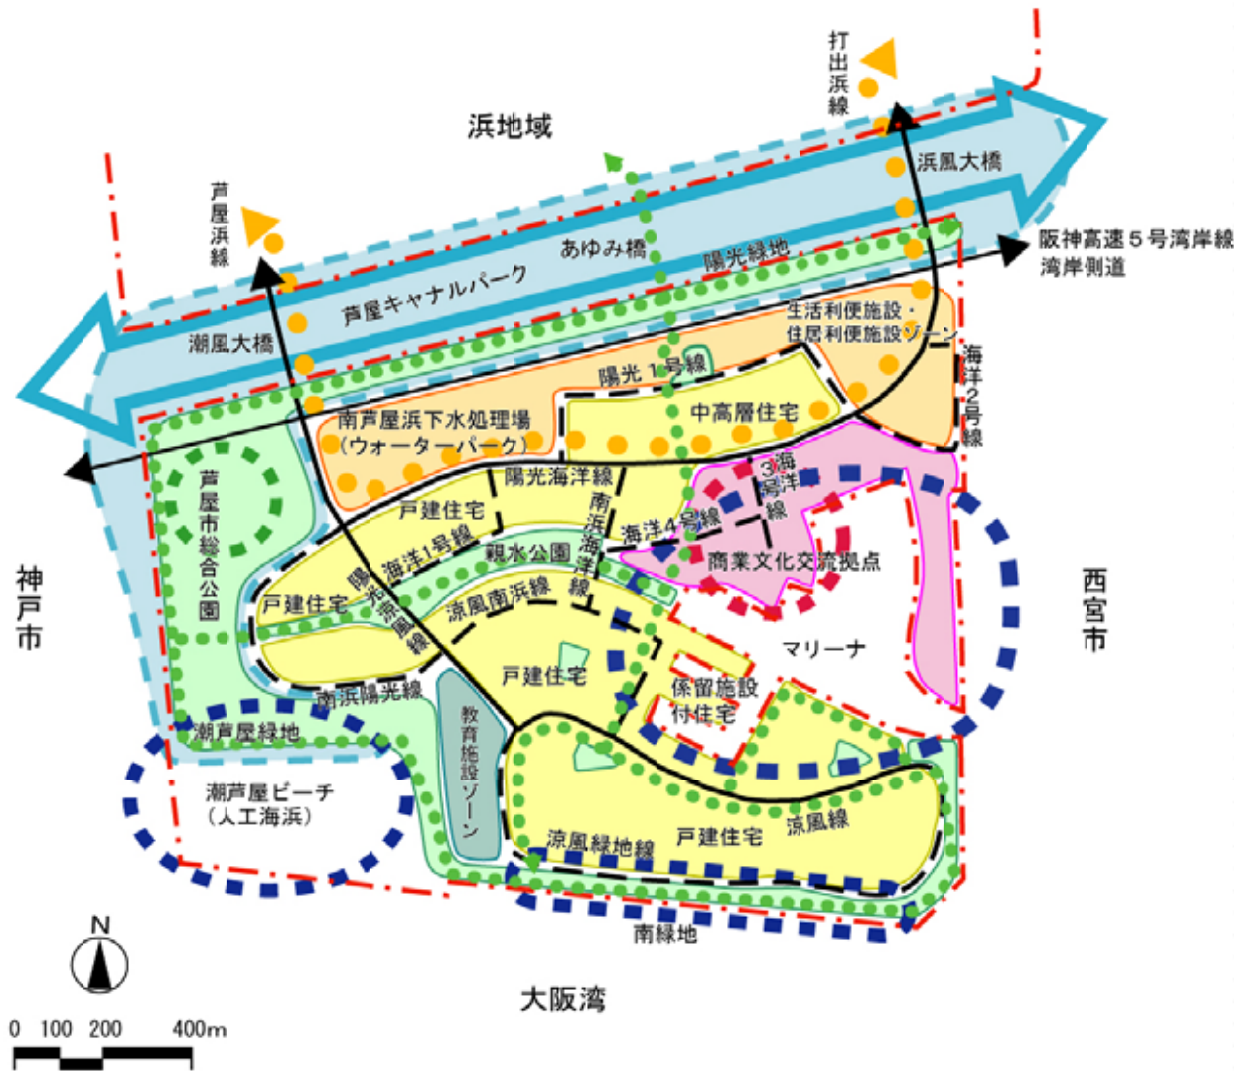 打出浜線
浜地域
浜風大橋
芦屋浜線
あゆみ橋
陽光緑地
阪神高速5号湾岸線
湾岸側道
芦屋キャナルパーク
潮風大橋
生活利便施設・
住居利便施設ゾーン
海洋2号線
陽光1号線
中高層住宅
南芦屋浜下水処理場
(ウォーターパーク)
陽光海洋線
海洋3号線
芦屋市総合公園
戸建住宅
南浜海洋線
海洋4号線
海洋1号線
親水公園
商業文化交流拠点
神戸市
西宮市
戸建住宅
陽光涼風線
涼風南浜線
マリーナ
戸建住宅
係留施設
付住宅
南浜陽光線
教育施設ゾーン
潮芦屋緑地
潮芦屋ビーチ
(人工海浜)
涼風線
戸建住宅
涼風緑地線
南緑地
N
大阪湾
0 100 200 400m